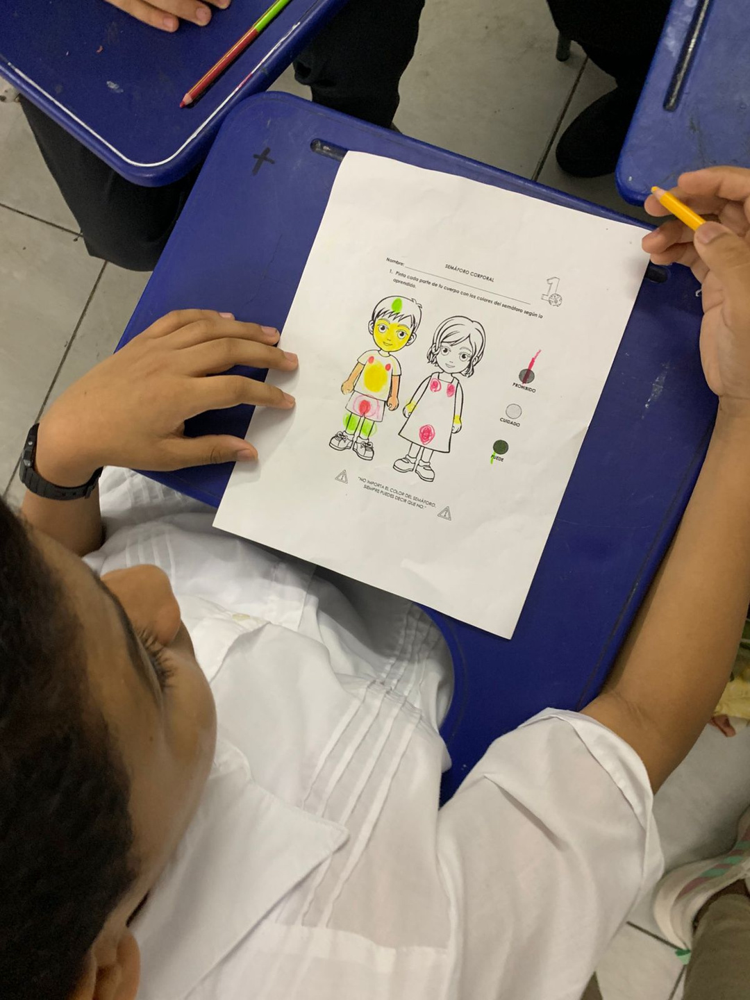 SEMÁFORO CORPORAL
Nombre:
1. Pinta cada parte de tu cuerpo con los colores del semáforo según lo
aprendido.
1
PROHIBIDO
CUIDADO
PUEDE
"NO IMPORTA EL COLOR DEL SEMÁFORO,
SIEMPRE PUEDES DECIR QUE NO."